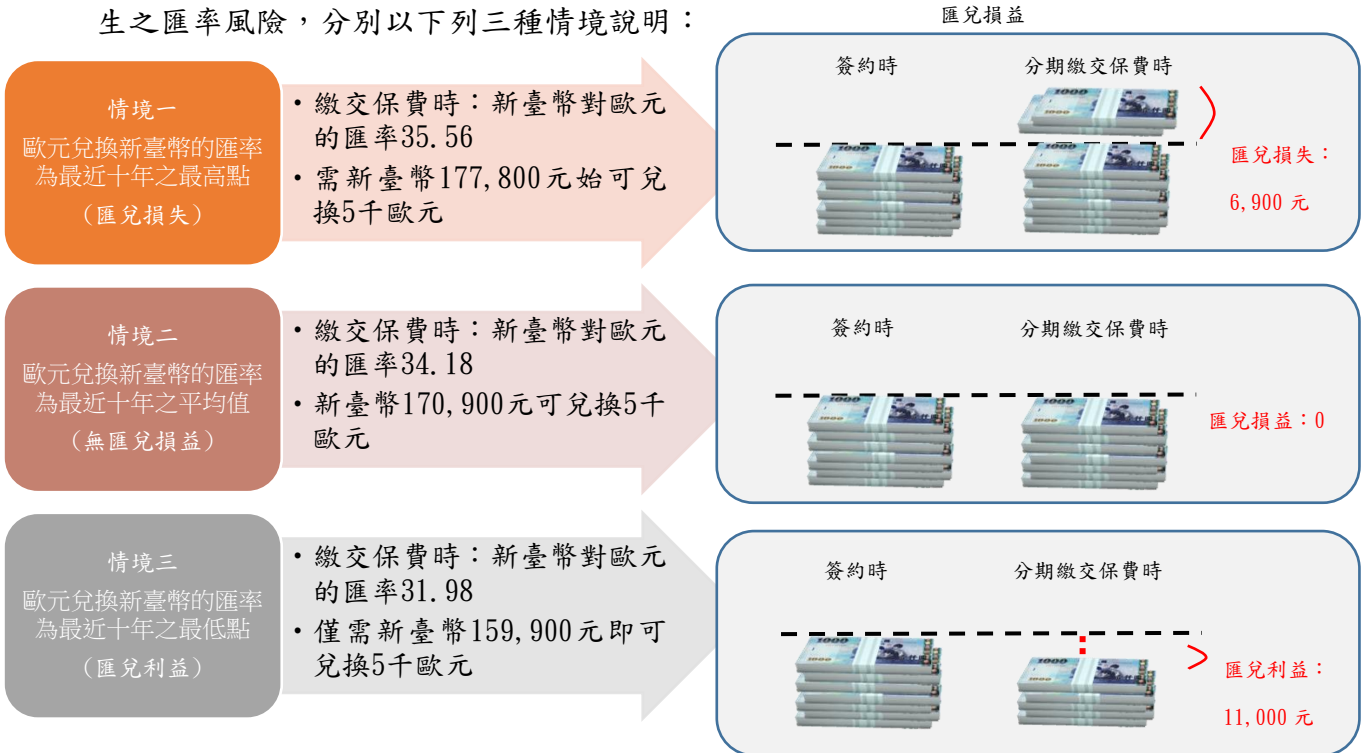 生之匯率風險，分別以下列三種情境說明：
匯兌損益
情境一
歐元兌換新臺幣的匯率
為最近十年之最高點
（匯兌損失）
・繳交保費時：新臺幣對歐元
的匯率35.56
・需新臺幣177,800元始可兌
換5千歐元
簽約時
分期繳交保費時
匯兌損失：
6,900 元
情境二
歐元兌換新臺幣的匯率
為最近十年之平均值
（無匯兌損益）
・繳交保費時：新臺幣對歐元
的匯率34.18
・新臺幣170,900元可兌換5千
歐元
簽約時
分期繳交保費時
匯兌損益：0
情境三
歐元兌換新臺幣的匯率
為最近十年之最低點
（匯兌利益）
・繳交保費時：新臺幣對歐元
的匯率31.98
・僅需新臺幣159,900元即可
兌換5千歐元
簽約時
分期繳交保費時
匯兌利益：
11,000 元